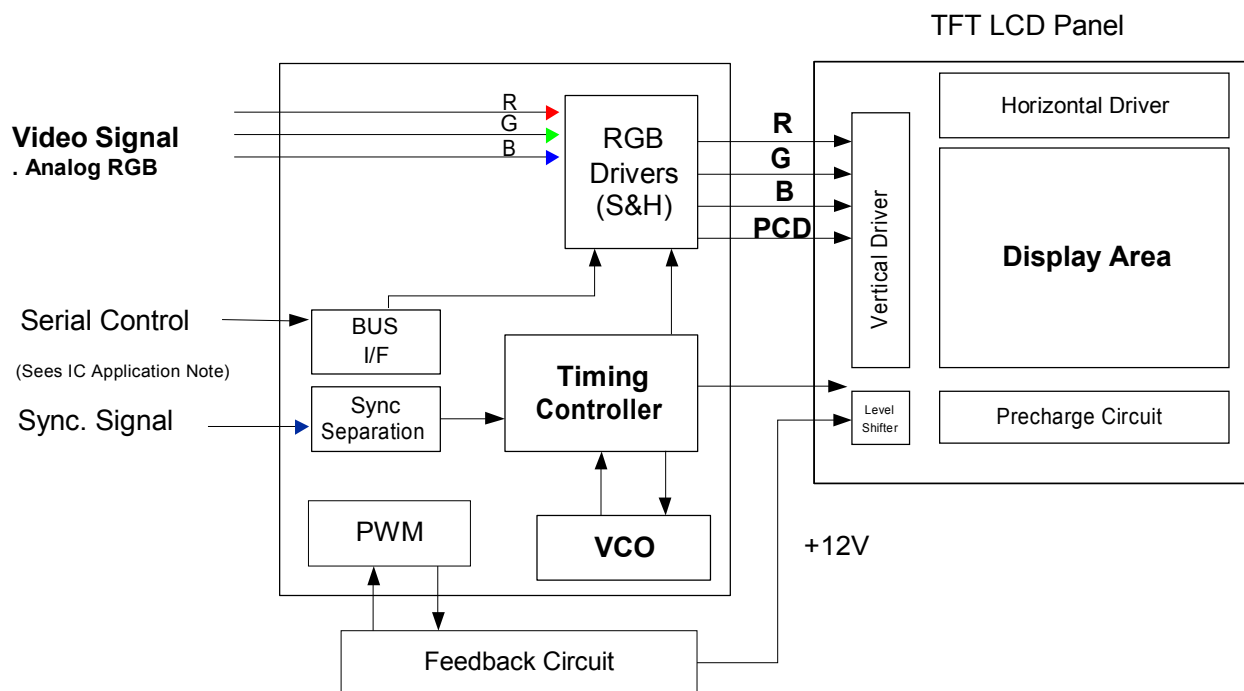 TFT LCD Panel
Video Signal
. Analog RGB
R
G
B
RGB
Drivers
(S&H)
R
G
B
PCD
Vertical Driver
Horizontal Driver
Display Area
Serial Control
(Sees IC Application Note)
BUS
I/F
Sync. Signal
Sync
Separation
Timing
Controller
Level
Shifter
Precharge Circuit
PWM
VCO
+12V
Feedback Circuit